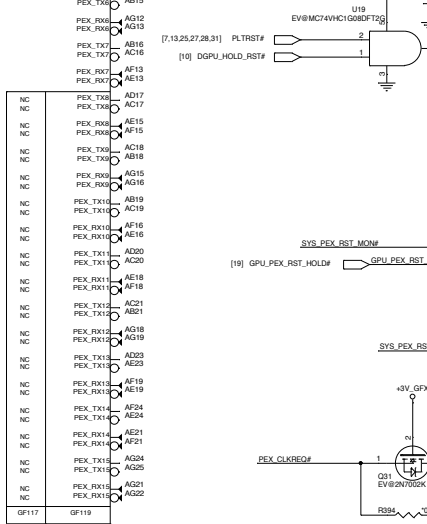 PEX_TX6 AB15
PEX_RX6 AG12
PEX_RX6 AG13
PEX_TX7 AB16
PEX_TX7 AC16
PEX_RX7 AF13
PEX_RX7 AE13
NC PEX_TX8 AD17
NC PEX_TX8 AC17
NC PEX_RX8 AE15
NC PEX_RX8 AF15
NC PEX_TX9 AC18
NC PEX_TX9 AB18
NC PEX_RX9 AG15
NC PEX_RX9 AG16
NC PEX_TX10 AB19
NC PEX_TX10 AC19
NC PEX_RX10 AF16
NC PEX_RX10 AE16
NC PEX_TX11 AD20
NC PEX_TX11 AC20
NC PEX_RX11 AE18
NC PEX_RX11 AF18
NC PEX_TX12 AC21
NC PEX_TX12 AB21
NC PEX_RX12 AG18
NC PEX_RX12 AG19
NC PEX_TX13 AD23
NC PEX_TX13 AE23
NC PEX_RX13 AF19
NC PEX_RX13 AE19
NC PEX_TX14 AF24
NC PEX_TX14 AE24
NC PEX_RX14 AE21
NC PEX_RX14 AF21
NC PEX_TX15 AG24
NC PEX_TX15 AG25
NC PEX_RX15 AG21
NC PEX_RX15 AG22
GF117 GF119
U19
EV@MC74VHC1G08DFT2G
[7,13,25,27,28,31] PLTRST# 2
[10] DGPU_HOLD_RST# 1
3
SYS_PEX_RST_MON#
[19] GPU_PEX_RST_HOLD# GPU_PEX_RST_
SYS_PEX_RS
+3V_GFX
2
PEX_CLKREQ# 1
Q31
EV@2N7002K
R394